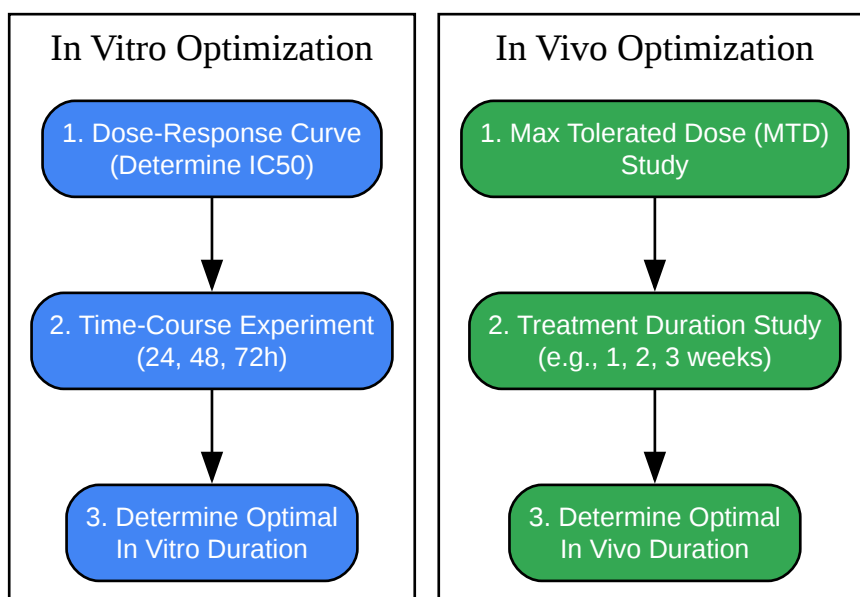 In Vitro Optimization
1. Dose-Response Curve
(Determine IC50)
2. Time-Course Experiment
(24, 48, 72h)
3. Determine Optimal
In Vitro Duration
In Vivo Optimization
1. Max Tolerated Dose (MTD)
Study
2. Treatment Duration Study
(e.g., 1, 2, 3 weeks)
3. Determine Optimal
In Vivo Duration